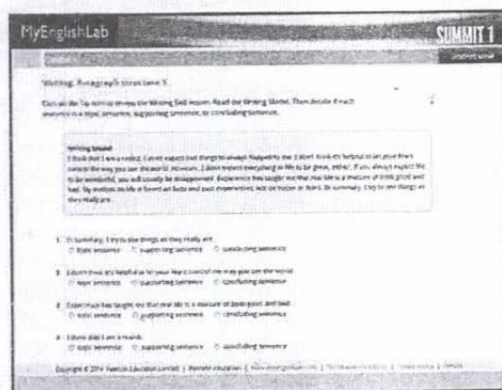 MyEnglishLab
SUMMIT 1
Writing: Paragraph structure 1
Click on the Tip icon to review the Writing Skill lesson. Read the Writing Model. Then decide if each
sentence is a topic sentence, supporting sentence, or concluding sentence.
Writing Model
I think that I am a realist. I don't expect bad things to always happen to me. I don't think it's helpful to let your fears
control the way you see the world. However, I don't expect everything in life to be great, either. If you always expect life
to be wonderful, you will usually be disappointed. Experience has taught me that real life is a mixture of both good and
bad. My outlook on life is based on facts and past experiences, not on hopes or fears. In summary, I try to see things as
they really are.
1 In summary, I try to see things as they really are.
topic sentence supporting sentence concluding sentence
2 I don't think it's helpful to let your fears control the way you see the world.
topic sentence supporting sentence concluding sentence
3 Experience has taught me that real life is a mixture of both good and bad.
topic sentence supporting sentence concluding sentence
4 I think that I am a realist.
topic sentence supporting sentence concluding sentence
Copyright © 2014 Pearson Education Limited | Pearson Education |